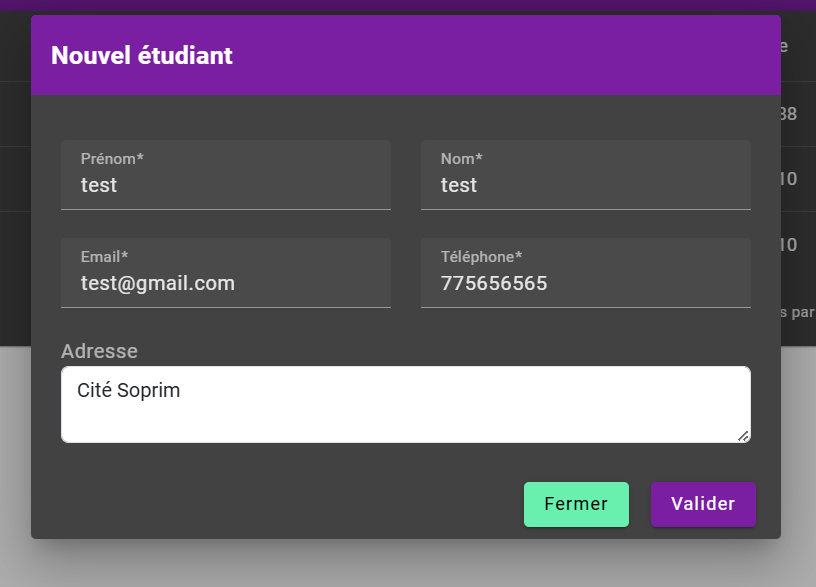 Nouvel étudiant
Prénom*
test
Nom*
test
Email*
test@gmail.com
Téléphone*
775656565
Adresse
Cité Soprim
Fermer
Valider
10
10
s par